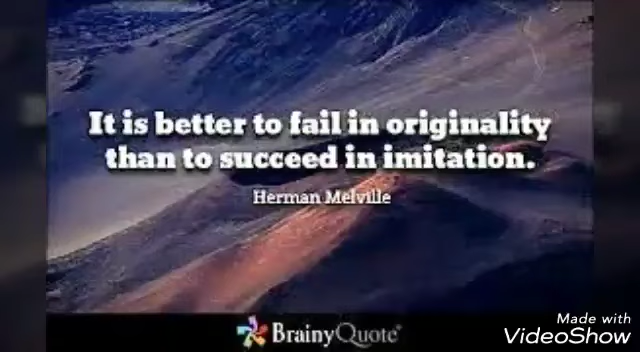 It is better to fail in originality
than to succeed in imitation.
Herman Melville
BrainyQuote®
Made with
VideoShow